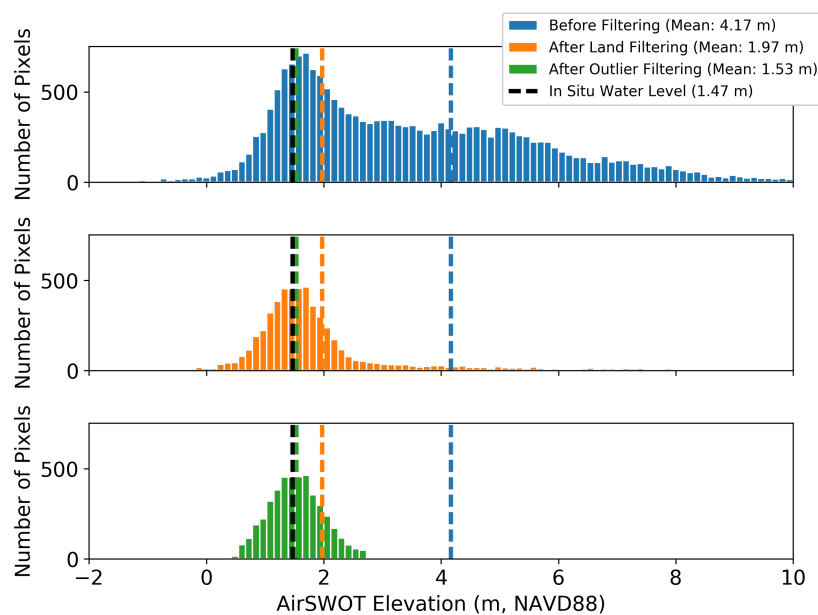 Before Filtering (Mean: 4.17 m)
After Land Filtering (Mean: 1.97 m)
After Outlier Filtering (Mean: 1.53 m)
In Situ Water Level (1.47 m)
Number of Pixels
500
0
Number of Pixels
500
0
Number of Pixels
500
0
−2 0 2 4 6 8 10
AirSWOT Elevation (m, NAVD88)